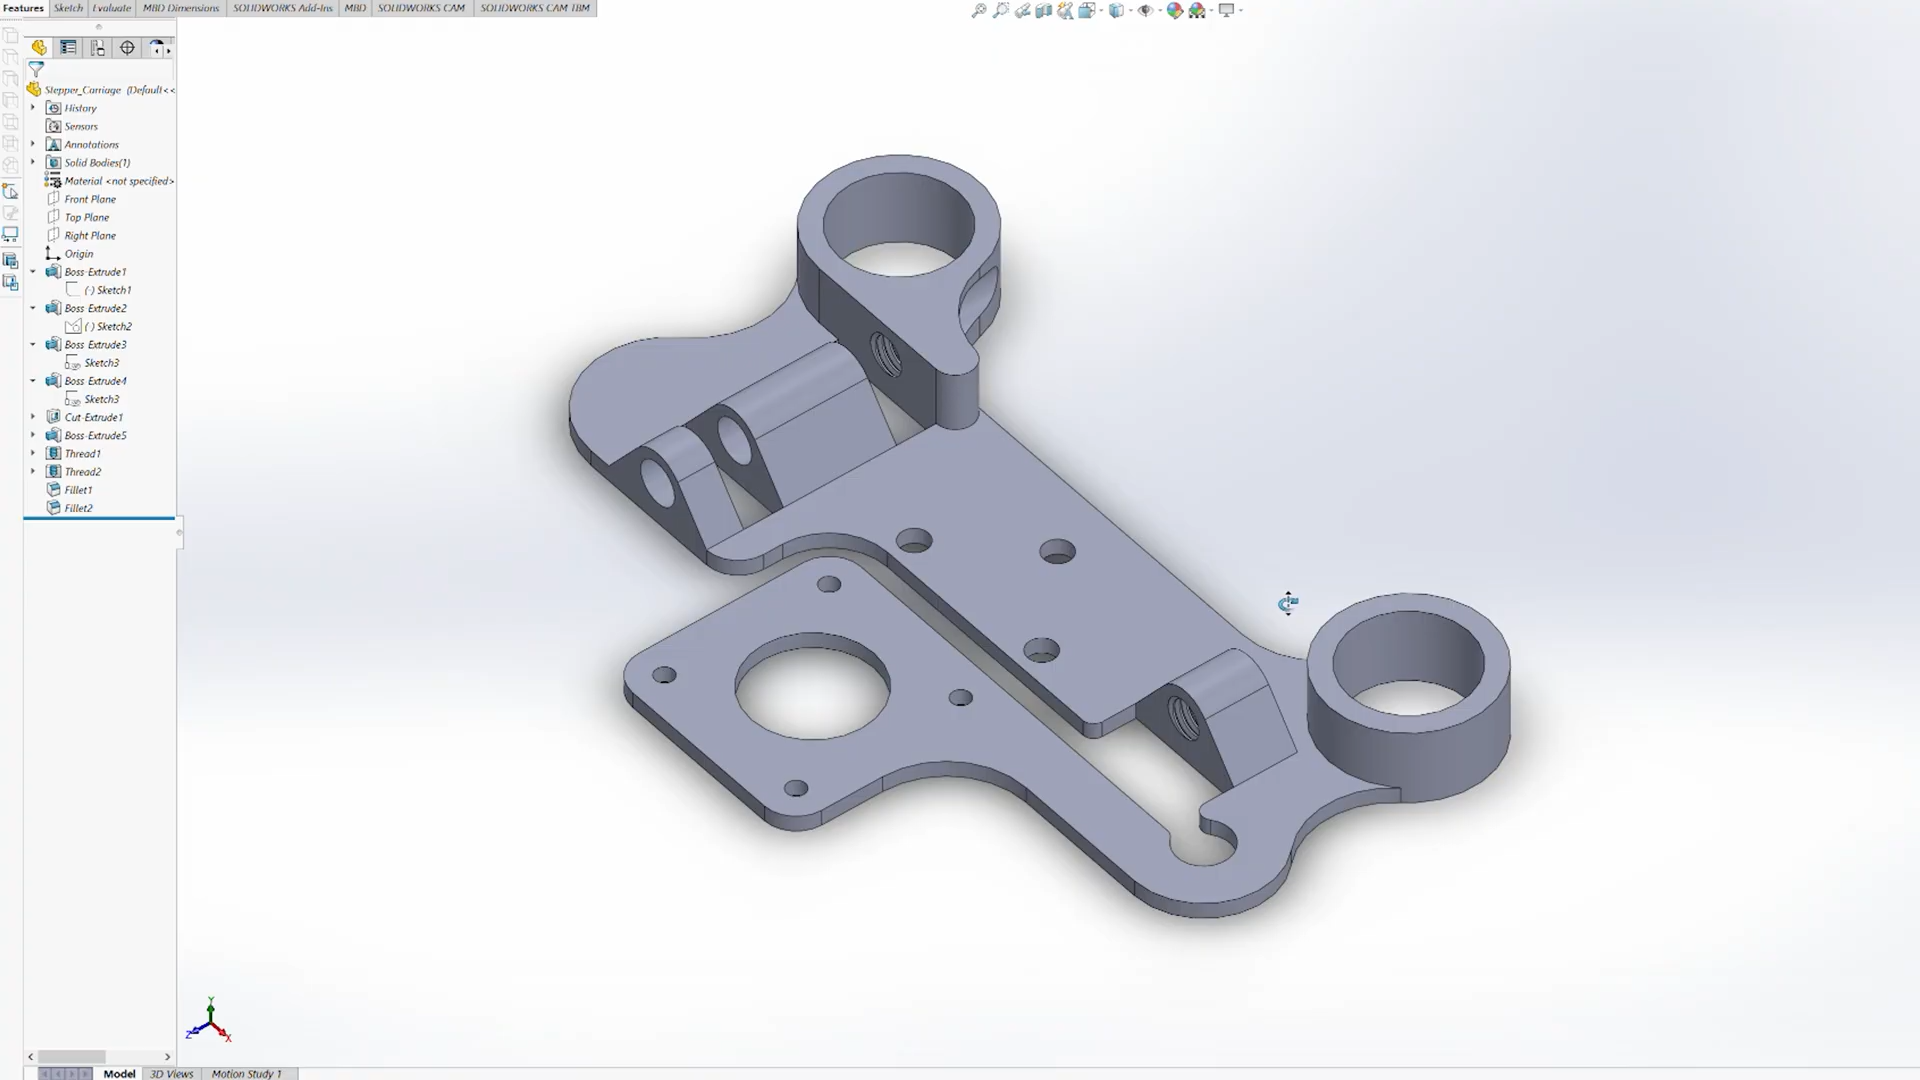 Features Sketch Evaluate MBD Dimensions SOLIDWORKS Add-Ins MBD SOLIDWORKS CAM SOLIDWORKS CAM TBM
Stepper_Carriage (Default<<
History
Sensors
Annotations
Solid Bodies(1)
Material <not specified>
Front Plane
Top Plane
Right Plane
Origin
Boss-Extrude1
(-) Sketch1
Boss-Extrude2
(-) Sketch2
Boss-Extrude3
Sketch3
Boss-Extrude4
Sketch3
Cut-Extrude1
Boss-Extrude5
Thread1
Thread2
Fillet1
Fillet2
Y
Z
X
Model 3D Views Motion Study 1